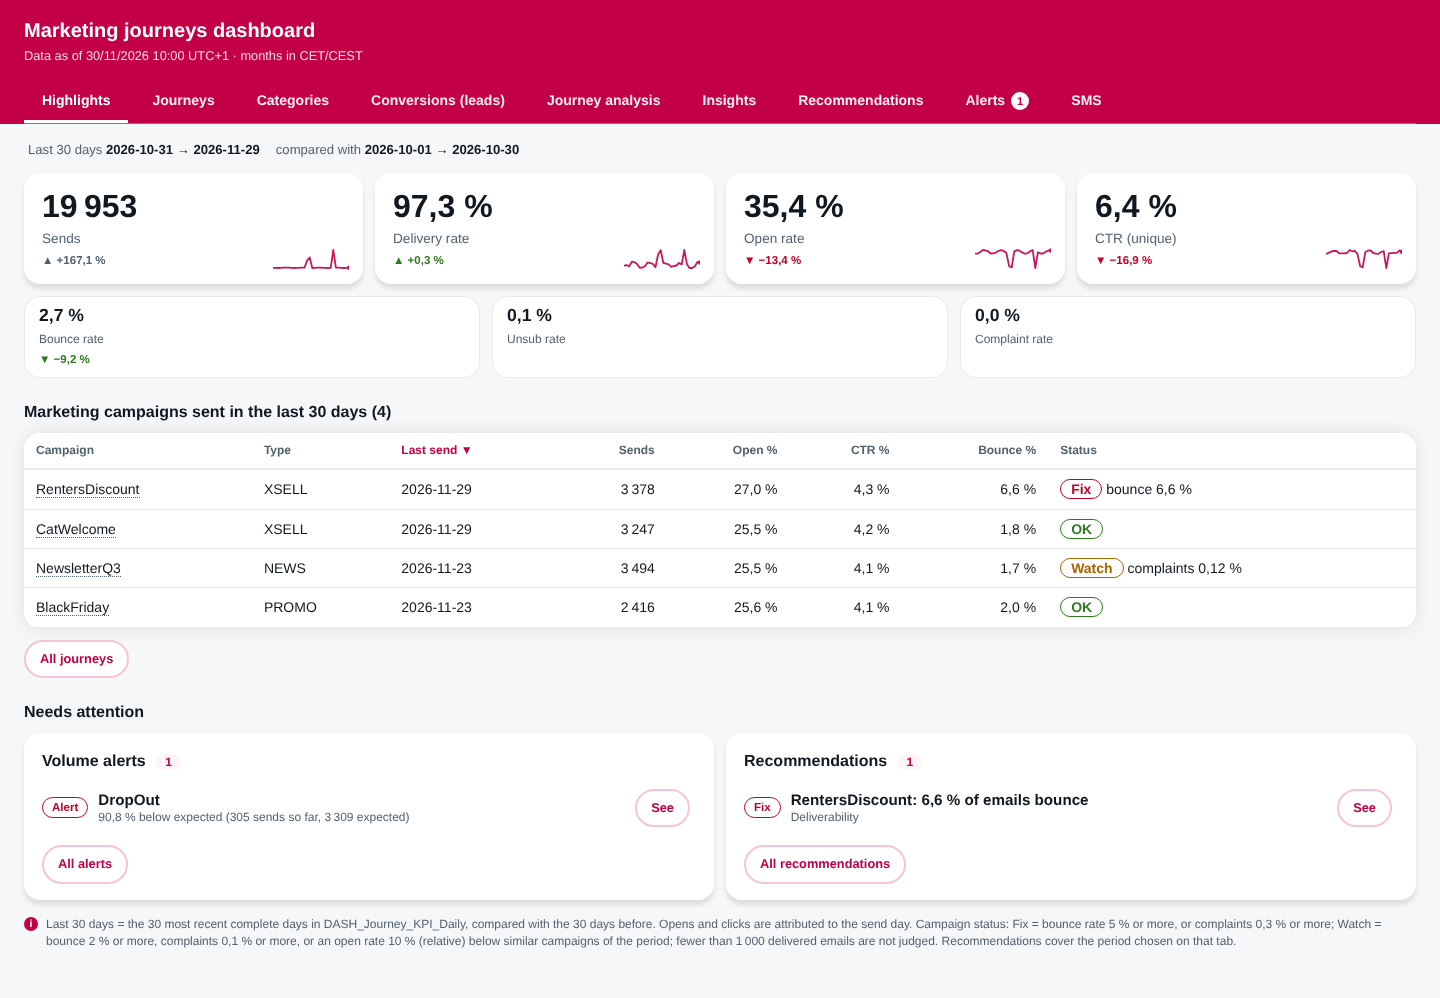 Marketing journeys dashboard
Data as of 30/11/2026 10:00 UTC+1 · months in CET/CEST
Highlights Journeys Categories Conversions (leads) Journey analysis Insights Recommendations Alerts 1 SMS
Last 30 days 2026-10-31 → 2026-11-29 compared with 2026-10-01 → 2026-10-30
19 953 97,3 % 35,4 % 6,4 %
Sends Delivery rate Open rate CTR (unique)
▲ +167,1 % ▲ +0,3 % ▼ −13,4 % ▼ −16,9 %
2,7 % 0,1 % 0,0 %
Bounce rate Unsub rate Complaint rate
▼ −9,2 %
Marketing campaigns sent in the last 30 days (4)
Campaign Type Last send ▼ Sends Open % CTR % Bounce % Status
RentersDiscount XSELL 2026-11-29 3 378 27,0 % 4,3 % 6,6 % Fix bounce 6,6 %
CatWelcome XSELL 2026-11-29 3 247 25,5 % 4,2 % 1,8 % OK
NewsletterQ3 NEWS 2026-11-23 3 494 25,5 % 4,1 % 1,7 % Watch complaints 0,12 %
BlackFriday PROMO 2026-11-23 2 416 25,6 % 4,1 % 2,0 % OK
All journeys
Needs attention
Volume alerts 1
Alert DropOut See
90,8 % below expected (305 sends so far, 3 309 expected)
All alerts
Recommendations 1
Fix RentersDiscount: 6,6 % of emails bounce See
Deliverability
All recommendations
i Last 30 days = the 30 most recent complete days in DASH_Journey_KPI_Daily, compared with the 30 days before. Opens and clicks are attributed to the send day. Campaign status: Fix = bounce rate 5 % or more, or complaints 0,3 % or more; Watch =
bounce 2 % or more, complaints 0,1 % or more, or an open rate 10 % (relative) below similar campaigns of the period; fewer than 1 000 delivered emails are not judged. Recommendations cover the period chosen on that tab.